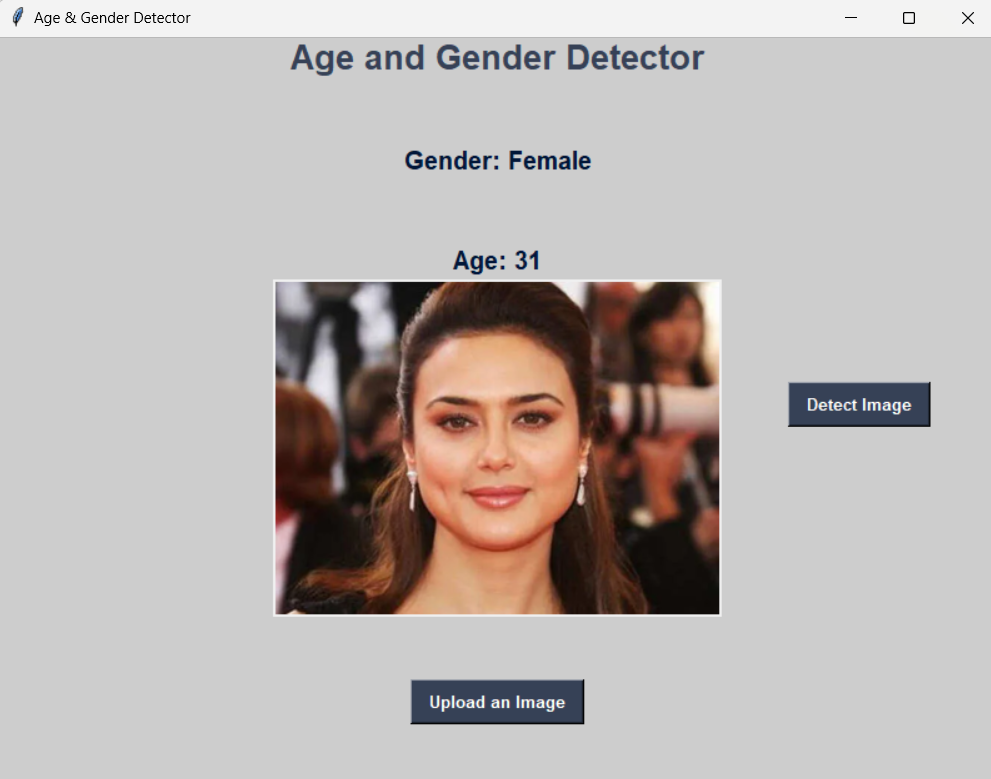 Age & Gender Detector
Age and Gender Detector
Gender: Female
Age: 31
Detect Image
Upload an Image